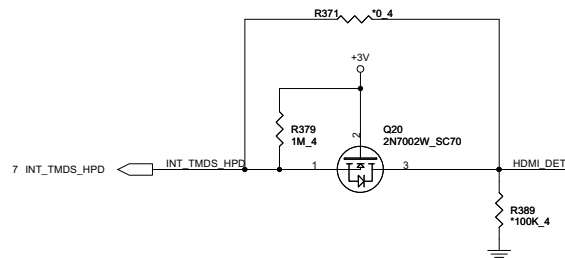 R371 *0_4
+3V
R379
1M_4
2
Q20
2N7002W_SC70
7 INT_TMDS_HPD INT_TMDS_HPD 1 3 HDMI_DET
R389
*100K_4